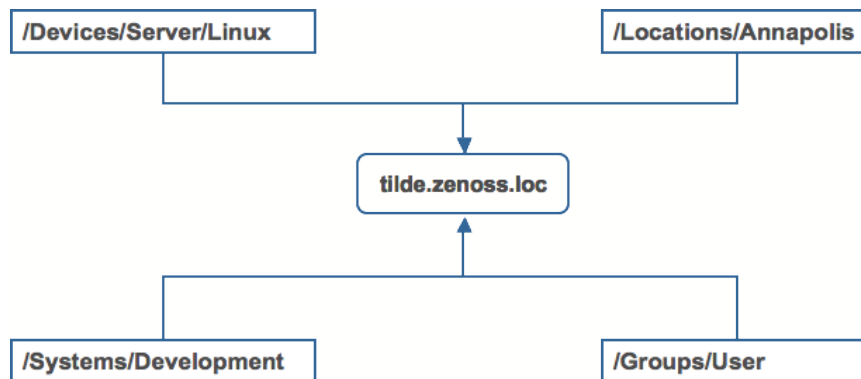 /Devices/Server/Linux
/Locations/Annapolis
tilde.zenoss.loc
/Systems/Development
/Groups/User